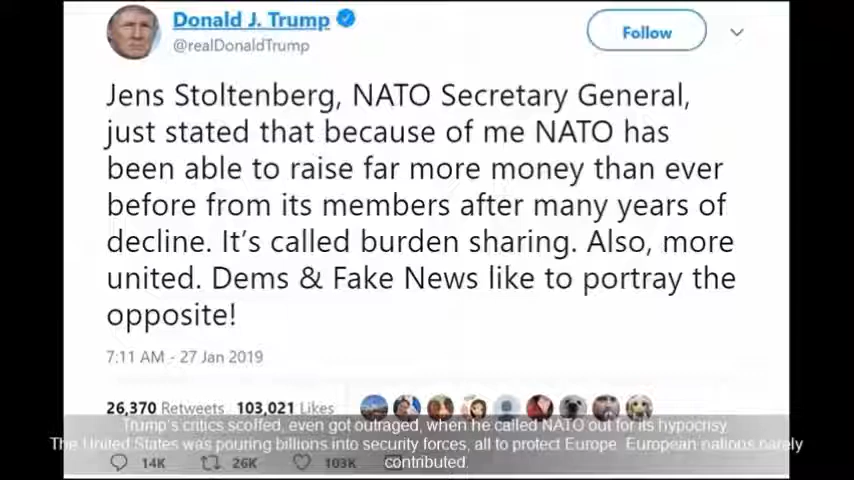 Donald J. Trump
@realDonaldTrump
Follow
Jens Stoltenberg, NATO Secretary General,
just stated that because of me NATO has
been able to raise far more money than ever
before from its members after many years of
decline. It's called burden sharing. Also, more
united. Dems & Fake News like to portray the
opposite!
7:11 AM - 27 Jan 2019
26,370 Retweets 103,021 Likes
Trump's critics scoffed, even got outraged, when he called NATO out for its hypocrisy.
The United States was pouring billions into security forces, all to protect Europe. European nations barely
contributed.
14K 26K 103K